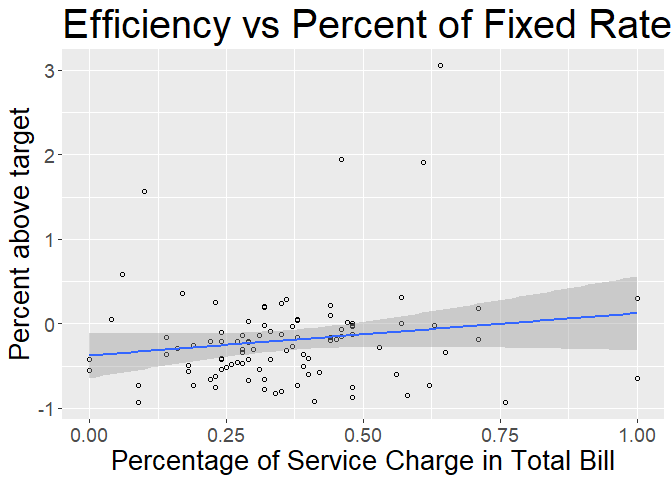 Efficiency vs Percent of Fixed Rate
Percent above target
3
2
1
0
-1
0.00 0.25 0.50 0.75 1.00
Percentage of Service Charge in Total Bill